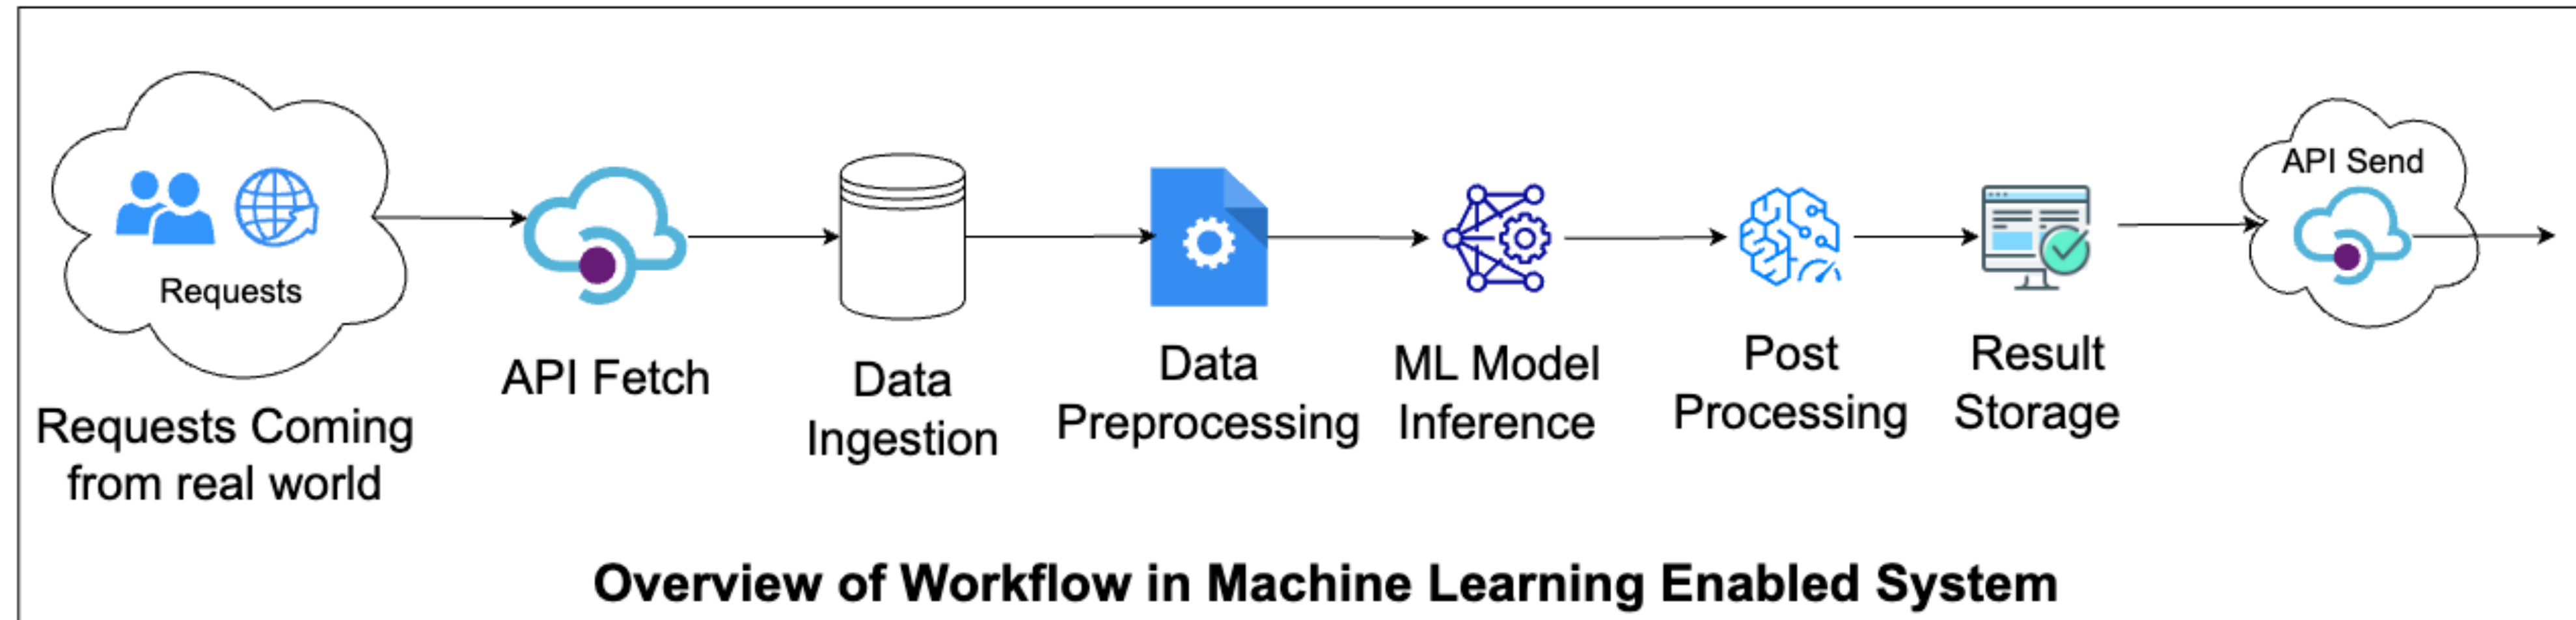 Requests
Requests Coming
from real world
API Fetch
Data
Ingestion
Data
Preprocessing
ML Model
Inference
Post
Processing
Result
Storage
API Send
Overview of Workflow in Machine Learning Enabled System